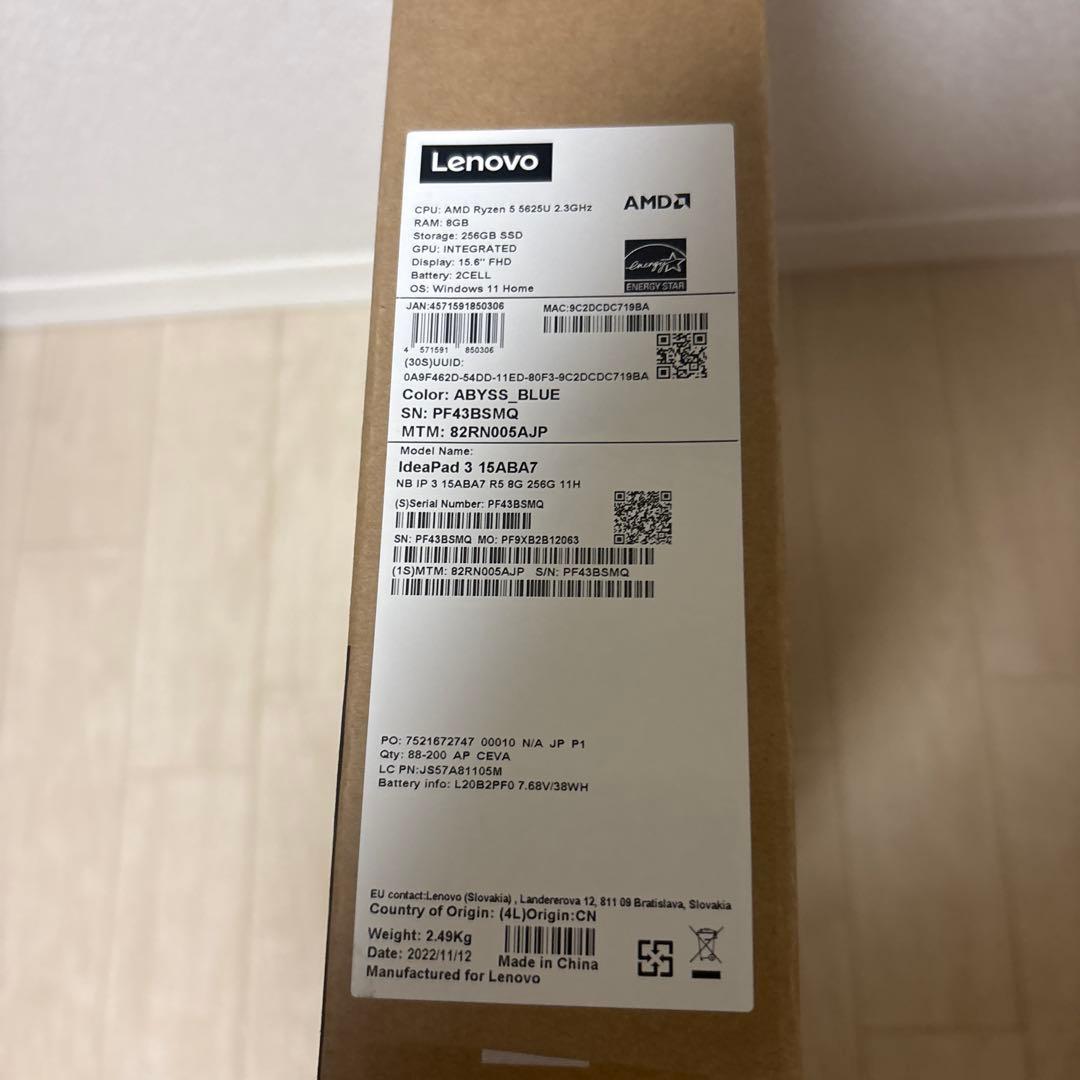 Lenovo
AMD
CPU: AMD Ryzen 5 5625U 2.3GHz
RAM: 8GB
Storage: 256GB SSD
GPU: INTEGRATED
Display: 15.6" FHD
Battery: 2CELL
OS: Windows 11 Home
energy
ENERGY STAR
JAN:4571591850306
MAC:9C2DCDC719BA
4 571591 850306
(30S)UUID:
0A9F462D-54DD-11ED-80F3-9C2DCDC719BA
Color: ABYSS_BLUE
SN: PF43BSMQ
MTM: 82RN005AJP
Model Name:
IdeaPad 3 15ABA7
NB IP 3 15ABA7 R5 8G 256G 11H
(S)Serial Number: PF43BSMQ
SN: PF43BSMQ MO: PF9XB2B12063
(1S)MTM: 82RN005AJP S/N: PF43BSMQ
PO: 7521672747 00010 N/A JP P1
Qty: 88-200 AP CEVA
LC PN:JS57A81105M
Battery info: L20B2PF0 7.68V/38WH
EU contact:Lenovo (Slovakia) , Landererova 12, 811 09 Bratislava, Slovakia
Country of Origin: (4L)Origin:CN
Weight: 2.49Kg
Date: 2022/11/12
Made in China
Manufactured for Lenovo